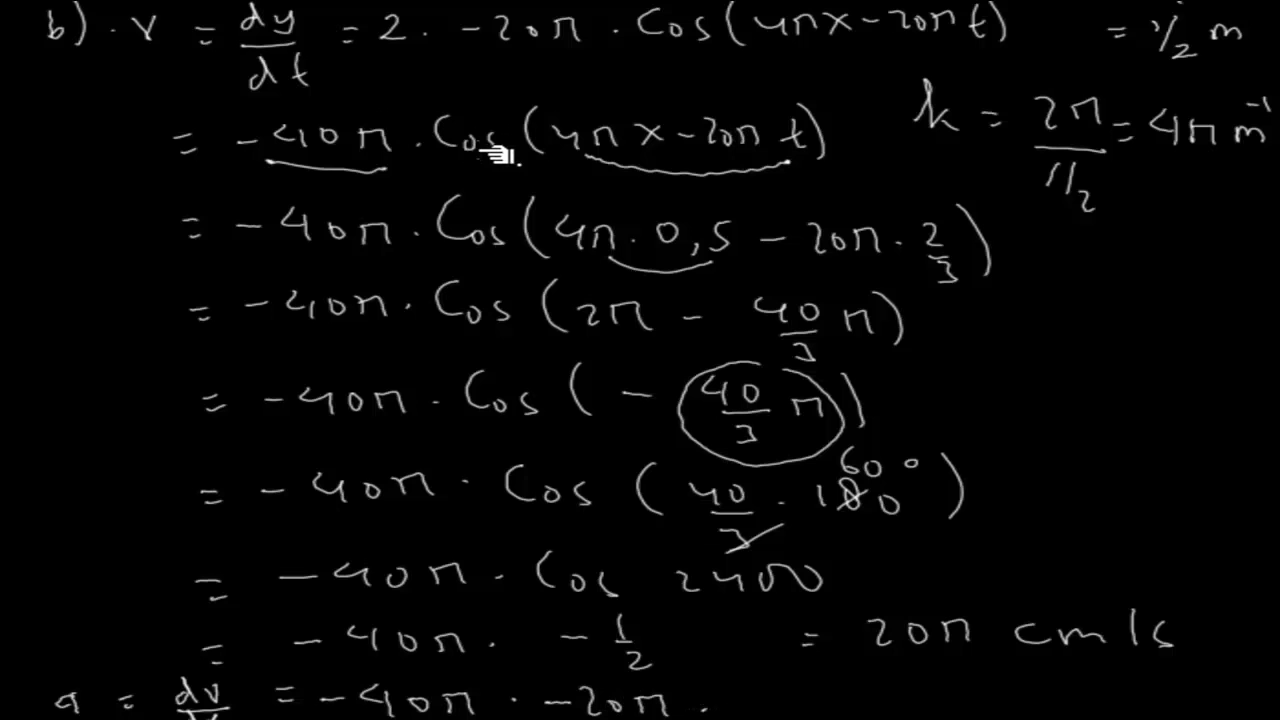 b) . v = dy/dt = 2 . -20π . Cos(4πx - 20πt) = 1/2 m
= -40π . Cos(4πx - 20πt)
k = 2π / 1/2 = 4π m⁻¹
= -40π . Cos(4π . 0,5 - 20π . 2/3)
= -40π . Cos(2π - 40/3 π)
= -40π . Cos(- 40/3 π)
= -40π . Cos(40/3 . 180 60°)
= -40π . Cos 2400
= -40π . - 1/2 = 20π cm/s
a = dv/dt = -40π . -20π .